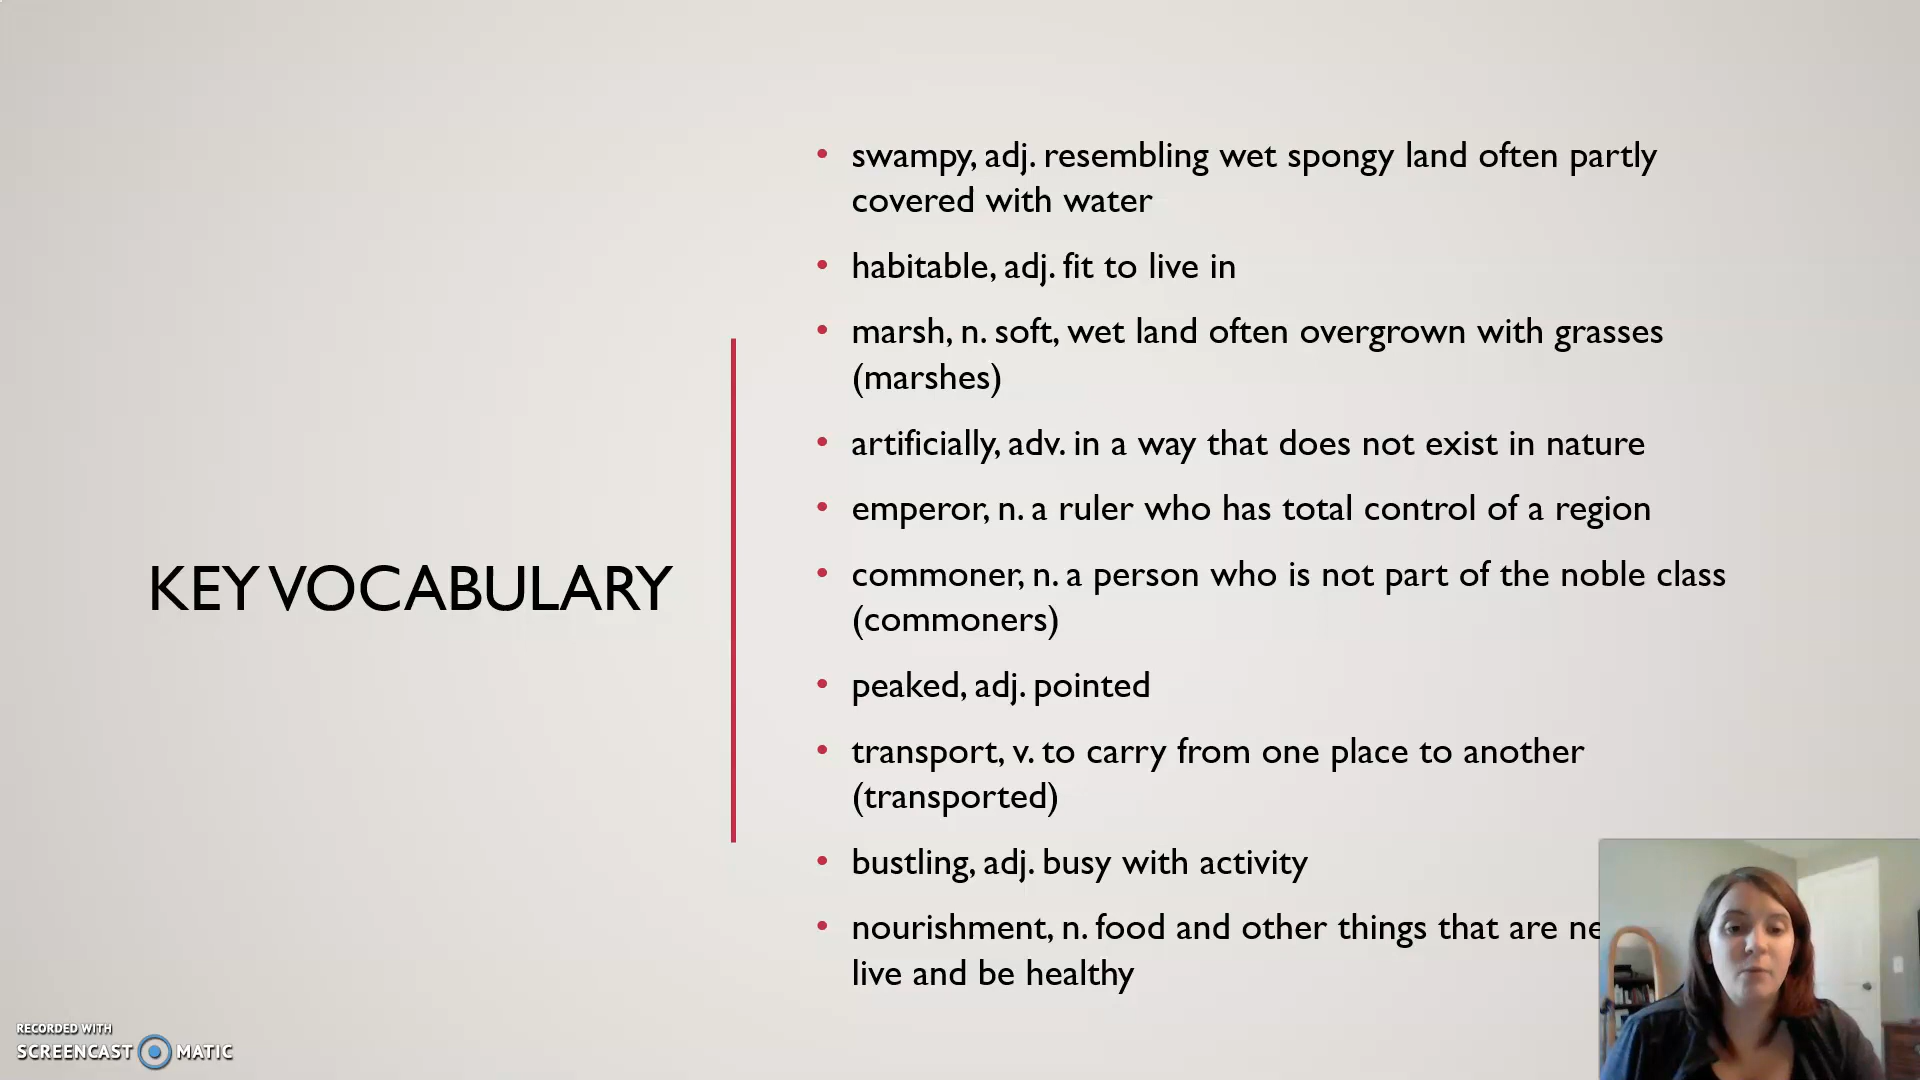 swampy, adj. resembling wet spongy land often partly
covered with water
habitable, adj. fit to live in
marsh, n. soft, wet land often overgrown with grasses
(marshes)
artificially, adv. in a way that does not exist in nature
emperor, n. a ruler who has total control of a region
KEY VOCABULARY
commoner, n. a person who is not part of the noble class
(commoners)
peaked, adj. pointed
transport, v. to carry from one place to another
(transported)
bustling, adj. busy with activity
nourishment, n. food and other things that are
live and be healthy
RECORDED WITH
SCREENCAST MATIC